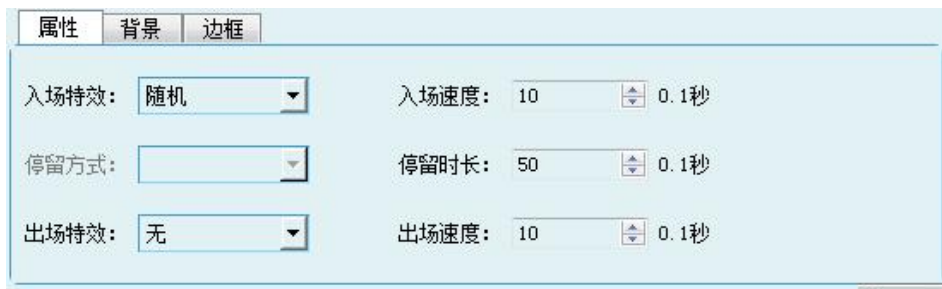 属性 背景 边框
入场特效： 随机 入场速度： 10 0.1秒
停留方式： 停留时长： 50 0.1秒
出场特效： 无 出场速度： 10 0.1秒